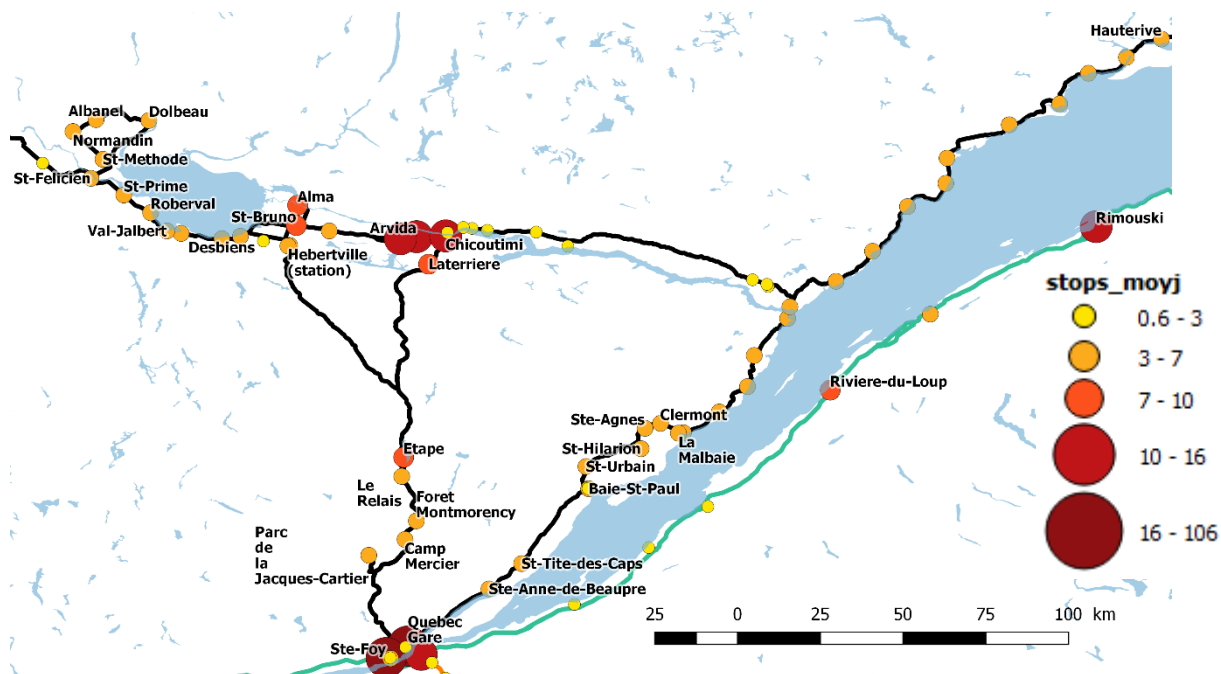 Hauterive
Albanel
Dolbeau
Normandin
St-Methode
St-Felicien
St-Prime
Alma
Roberval
St-Bruno
Rimouski
Arvida
Val-Jalbert
Desbiens
Chicoutimi
Hebertville
(station)
Laterriere
stops_moyj
0.6 - 3
3 - 7
Riviere-du-Loup
7 - 10
Ste-Agnes
Clermont
Etape
St-Hilarion
La
Malbaie
10 - 16
St-Urbain
Le
Relais
Baie-St-Paul
Foret
Montmorency
16 - 106
Parc
de
la
Jacques-Cartier
Camp
Mercier
St-Tite-des-Caps
Ste-Anne-de-Beaupre
25 0 25 50 75 100 km
Quebec
Gare
Ste-Foy